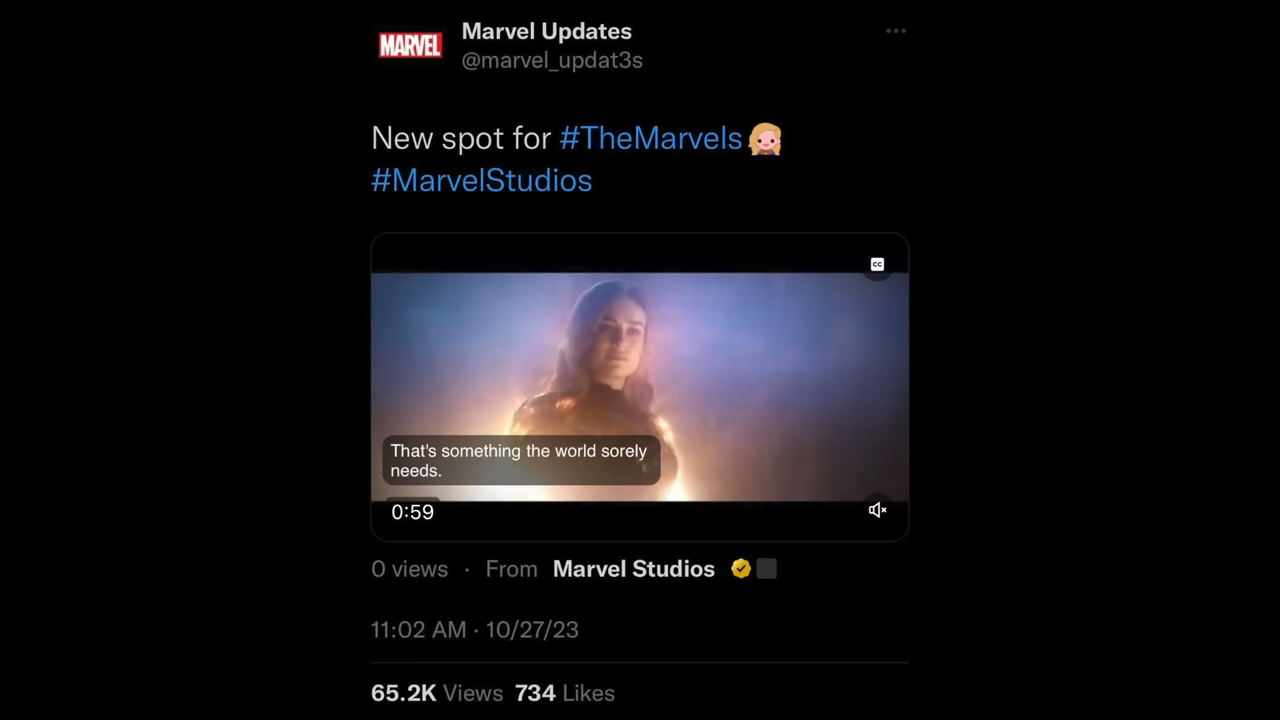 MARVEL
Marvel Updates
@marvel_updat3s
New spot for #TheMarvels
#MarvelStudios
CC
That's something the world sorely
needs.
0:59
0 views · From Marvel Studios
11:02 AM · 10/27/23
65.2K Views 734 Likes